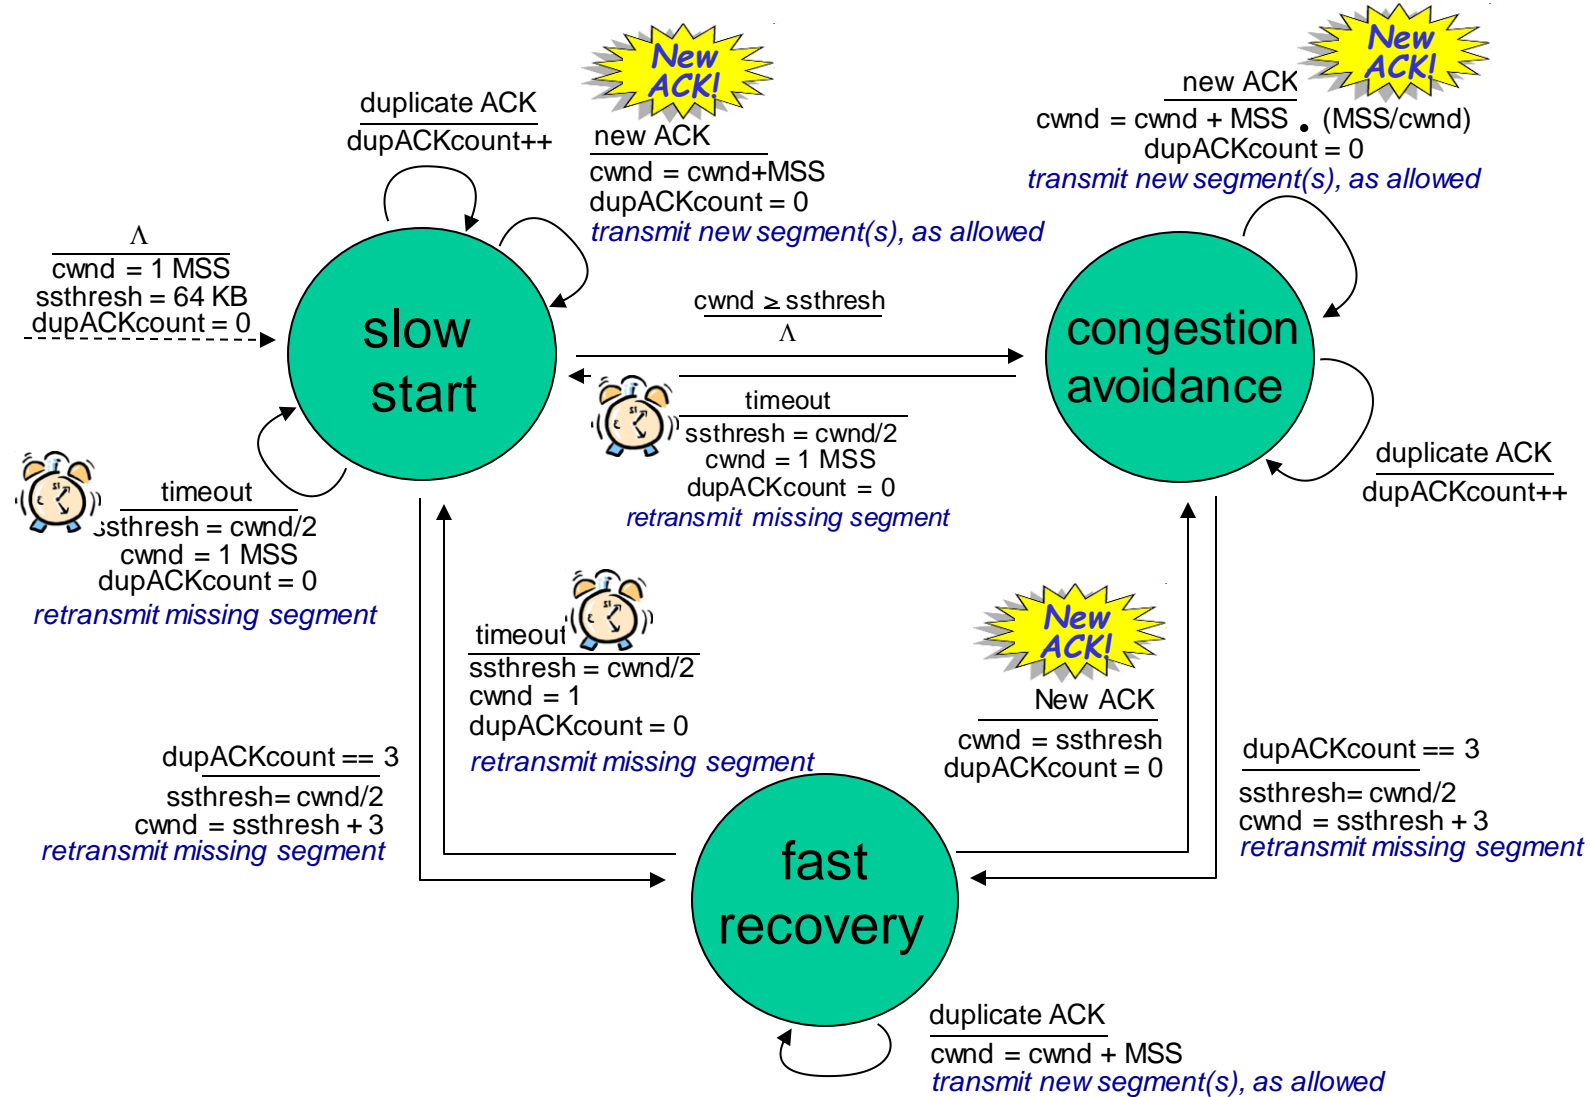 New
ACK!
duplicate ACK
dupACKcount++
new ACK
cwnd = cwnd+MSS
dupACKcount = 0
transmit new segment(s), as allowed
New
ACK!
new ACK
cwnd = cwnd + MSS • (MSS/cwnd)
dupACKcount = 0
transmit new segment(s), as allowed
Λ
cwnd = 1 MSS
ssthresh = 64 KB
dupACKcount = 0
slow
start
cwnd ≥ ssthresh
Λ
congestion
avoidance
timeout
ssthresh = cwnd/2
cwnd = 1 MSS
dupACKcount = 0
retransmit missing segment
duplicate ACK
dupACKcount++
timeout
ssthresh = cwnd/2
cwnd = 1 MSS
dupACKcount = 0
retransmit missing segment
timeout
ssthresh = cwnd/2
cwnd = 1
dupACKcount = 0
retransmit missing segment
New
ACK!
New ACK
cwnd = ssthresh
dupACKcount = 0
dupACKcount == 3
ssthresh= cwnd/2
cwnd = ssthresh + 3
retransmit missing segment
dupACKcount == 3
ssthresh= cwnd/2
cwnd = ssthresh + 3
retransmit missing segment
fast
recovery
duplicate ACK
cwnd = cwnd + MSS
transmit new segment(s), as allowed